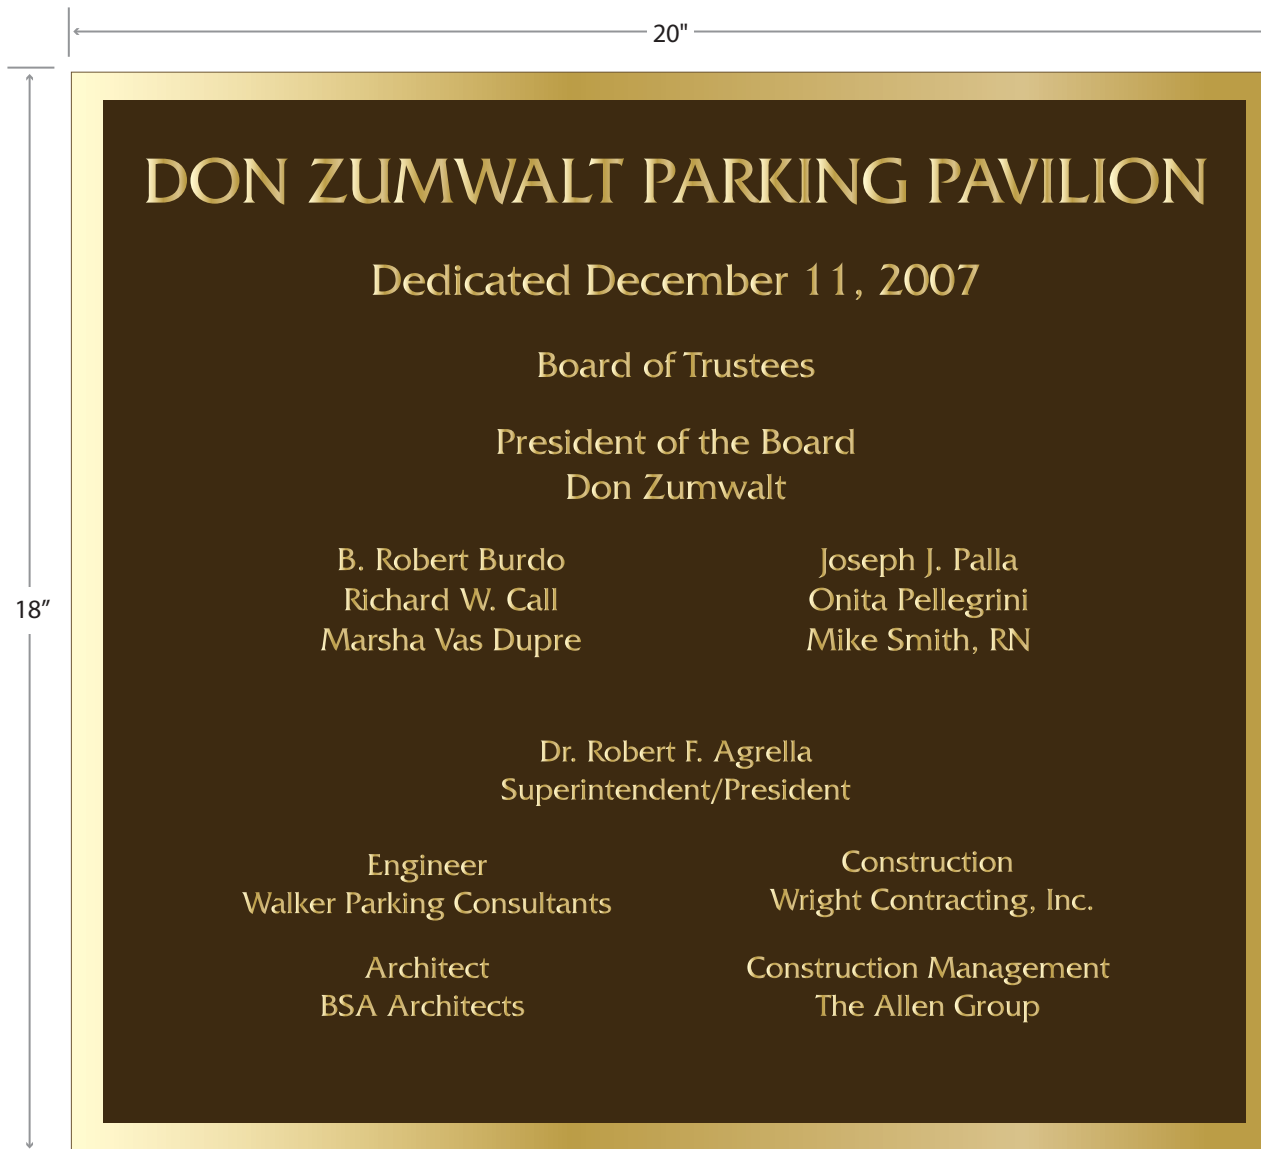 20"
18”
DON ZUMWALT PARKING PAVILION
Dedicated December 11, 2007
Board of Trustees
President of the Board
Don Zumwalt
B. Robert Burdo
Richard W. Call
Marsha Vas Dupre
Joseph J. Palla
Onita Pellegrini
Mike Smith, RN
Dr. Robert F. Agrella
Superintendent/President
Engineer
Walker Parking Consultants
Construction
Wright Contracting, Inc.
Architect
BSA Architects
Construction Management
The Allen Group